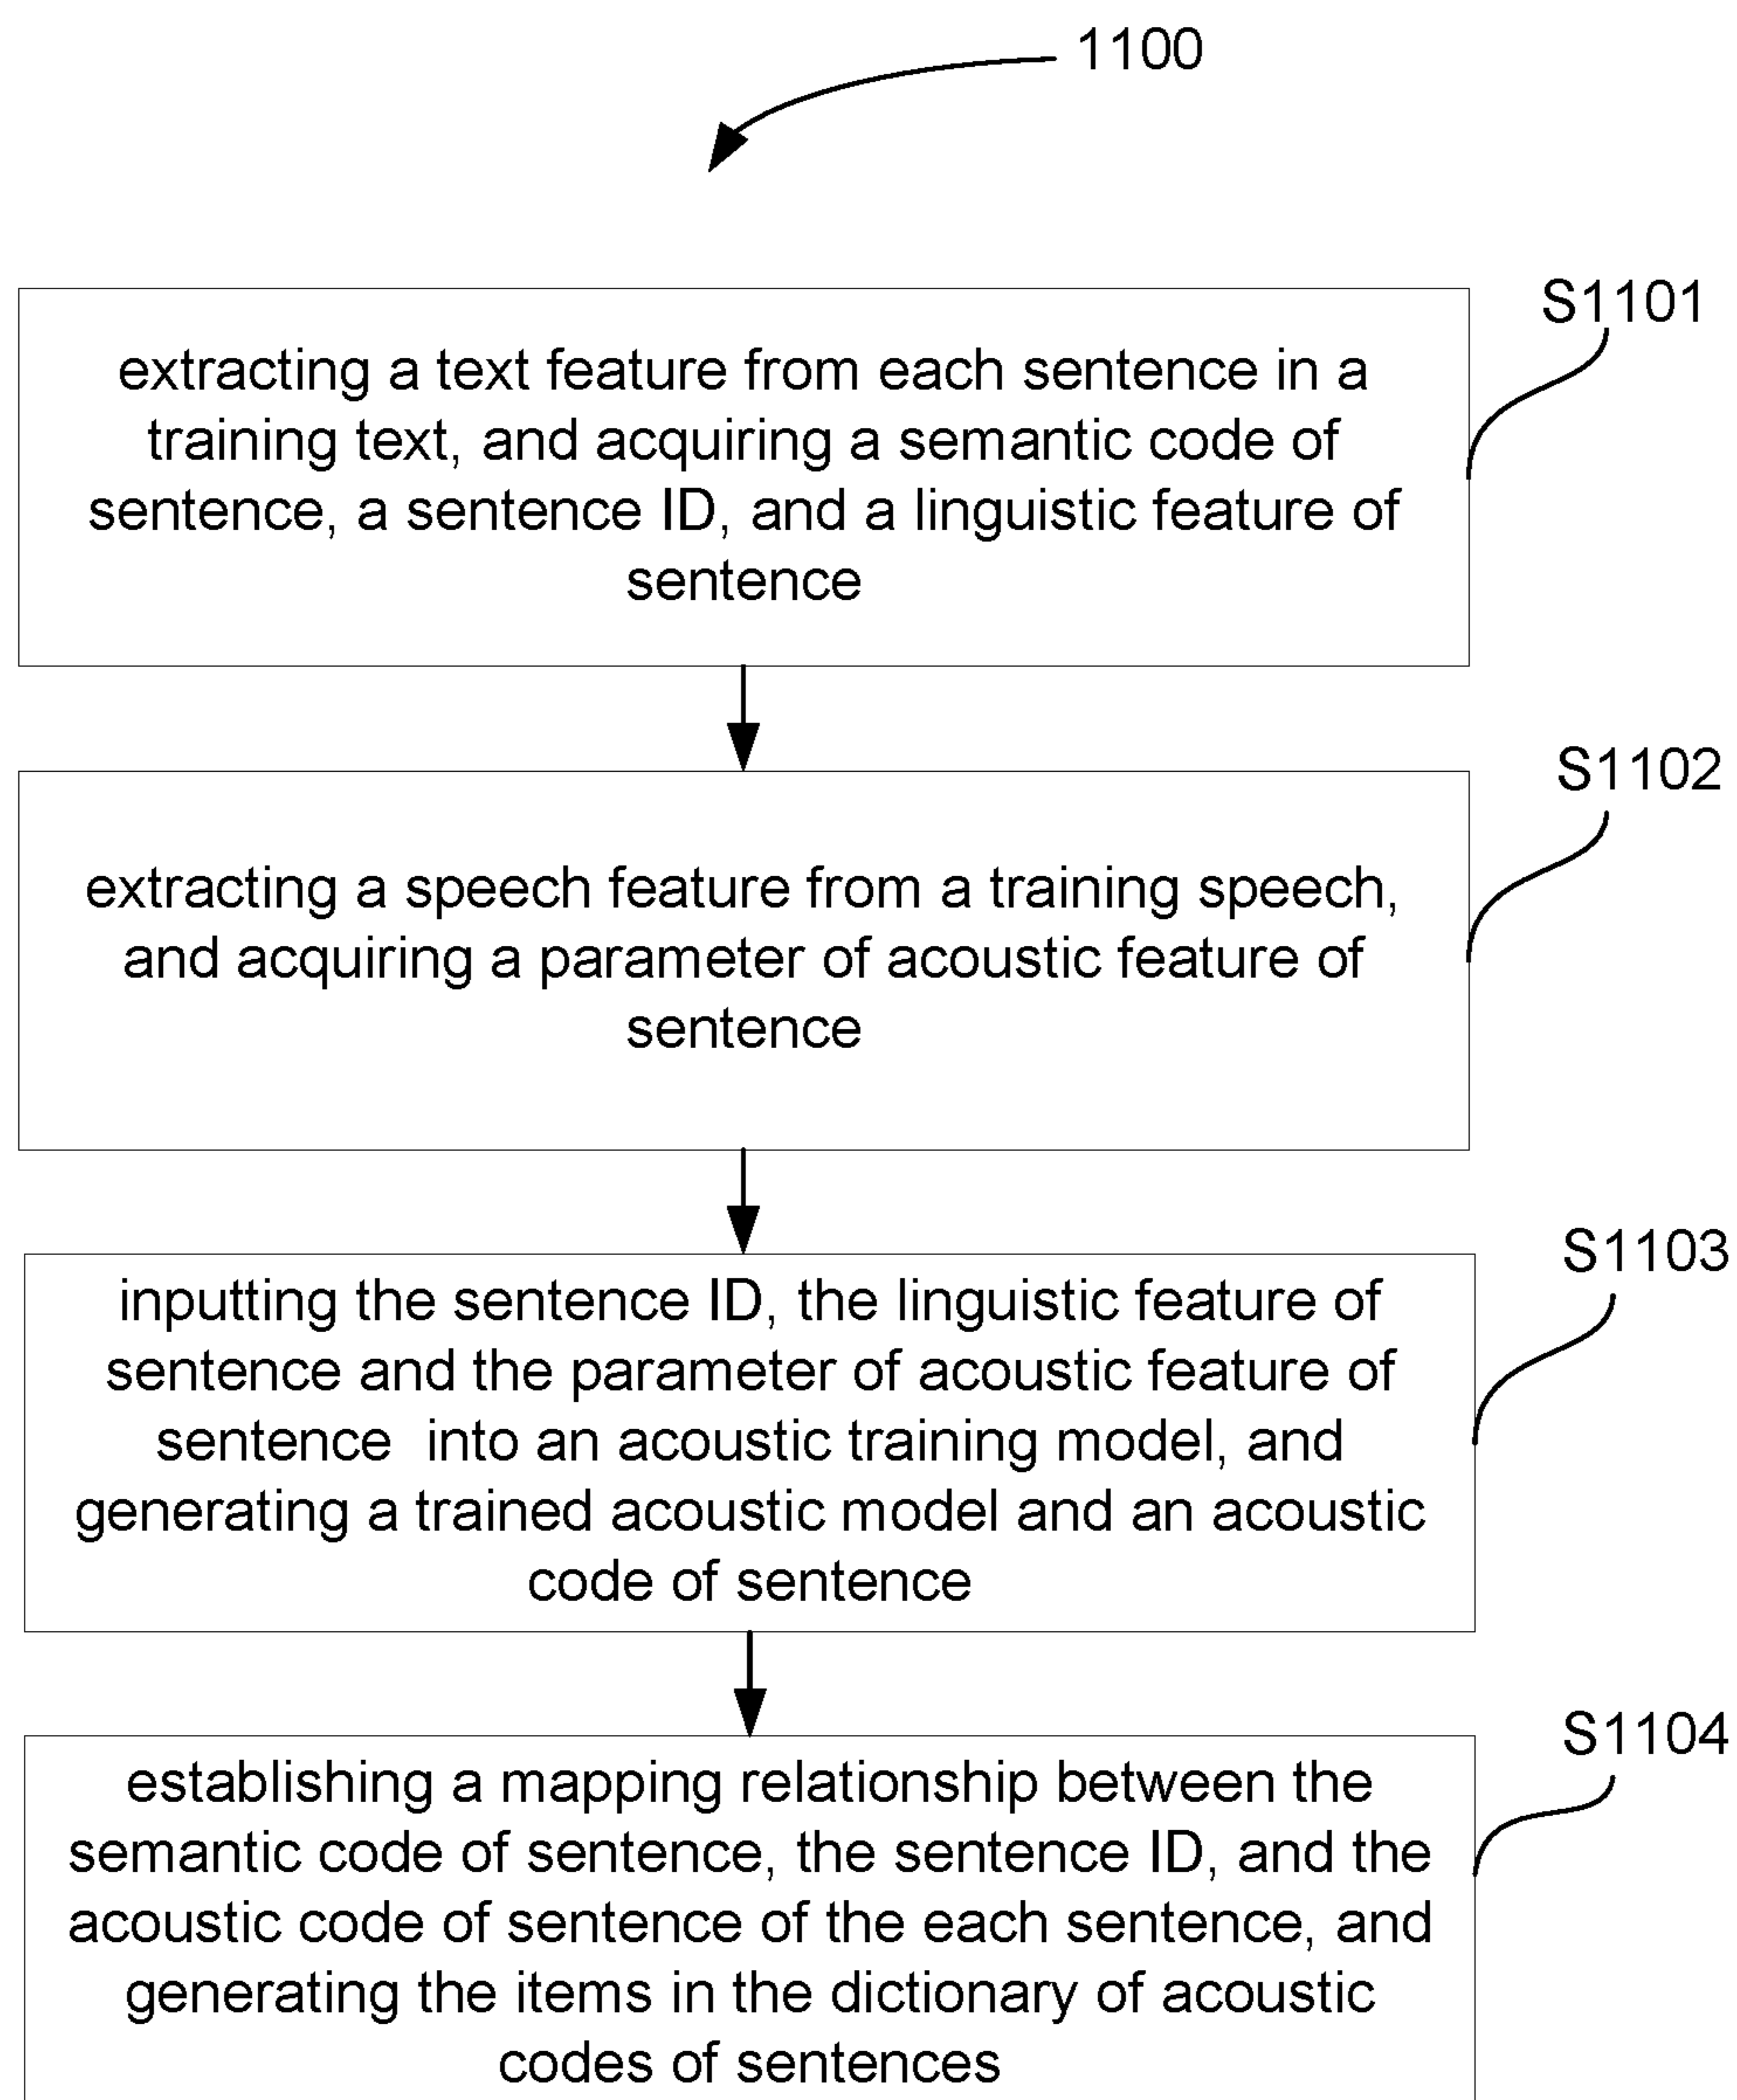 1100
S1101
extracting a text feature from each sentence in a
training text, and acquiring a semantic code of
sentence, a sentence ID, and a linguistic feature of
sentence
S1102
extracting a speech feature from a training speech,
and acquiring a parameter of acoustic feature of
sentence
S1103
inputting the sentence ID, the linguistic feature of
sentence and the parameter of acoustic feature of
sentence  into an acoustic training model, and
generating a trained acoustic model and an acoustic
code of sentence
S1104
establishing a mapping relationship between the
semantic code of sentence, the sentence ID, and the
acoustic code of sentence of the each sentence, and
generating the items in the dictionary of acoustic
codes of sentences